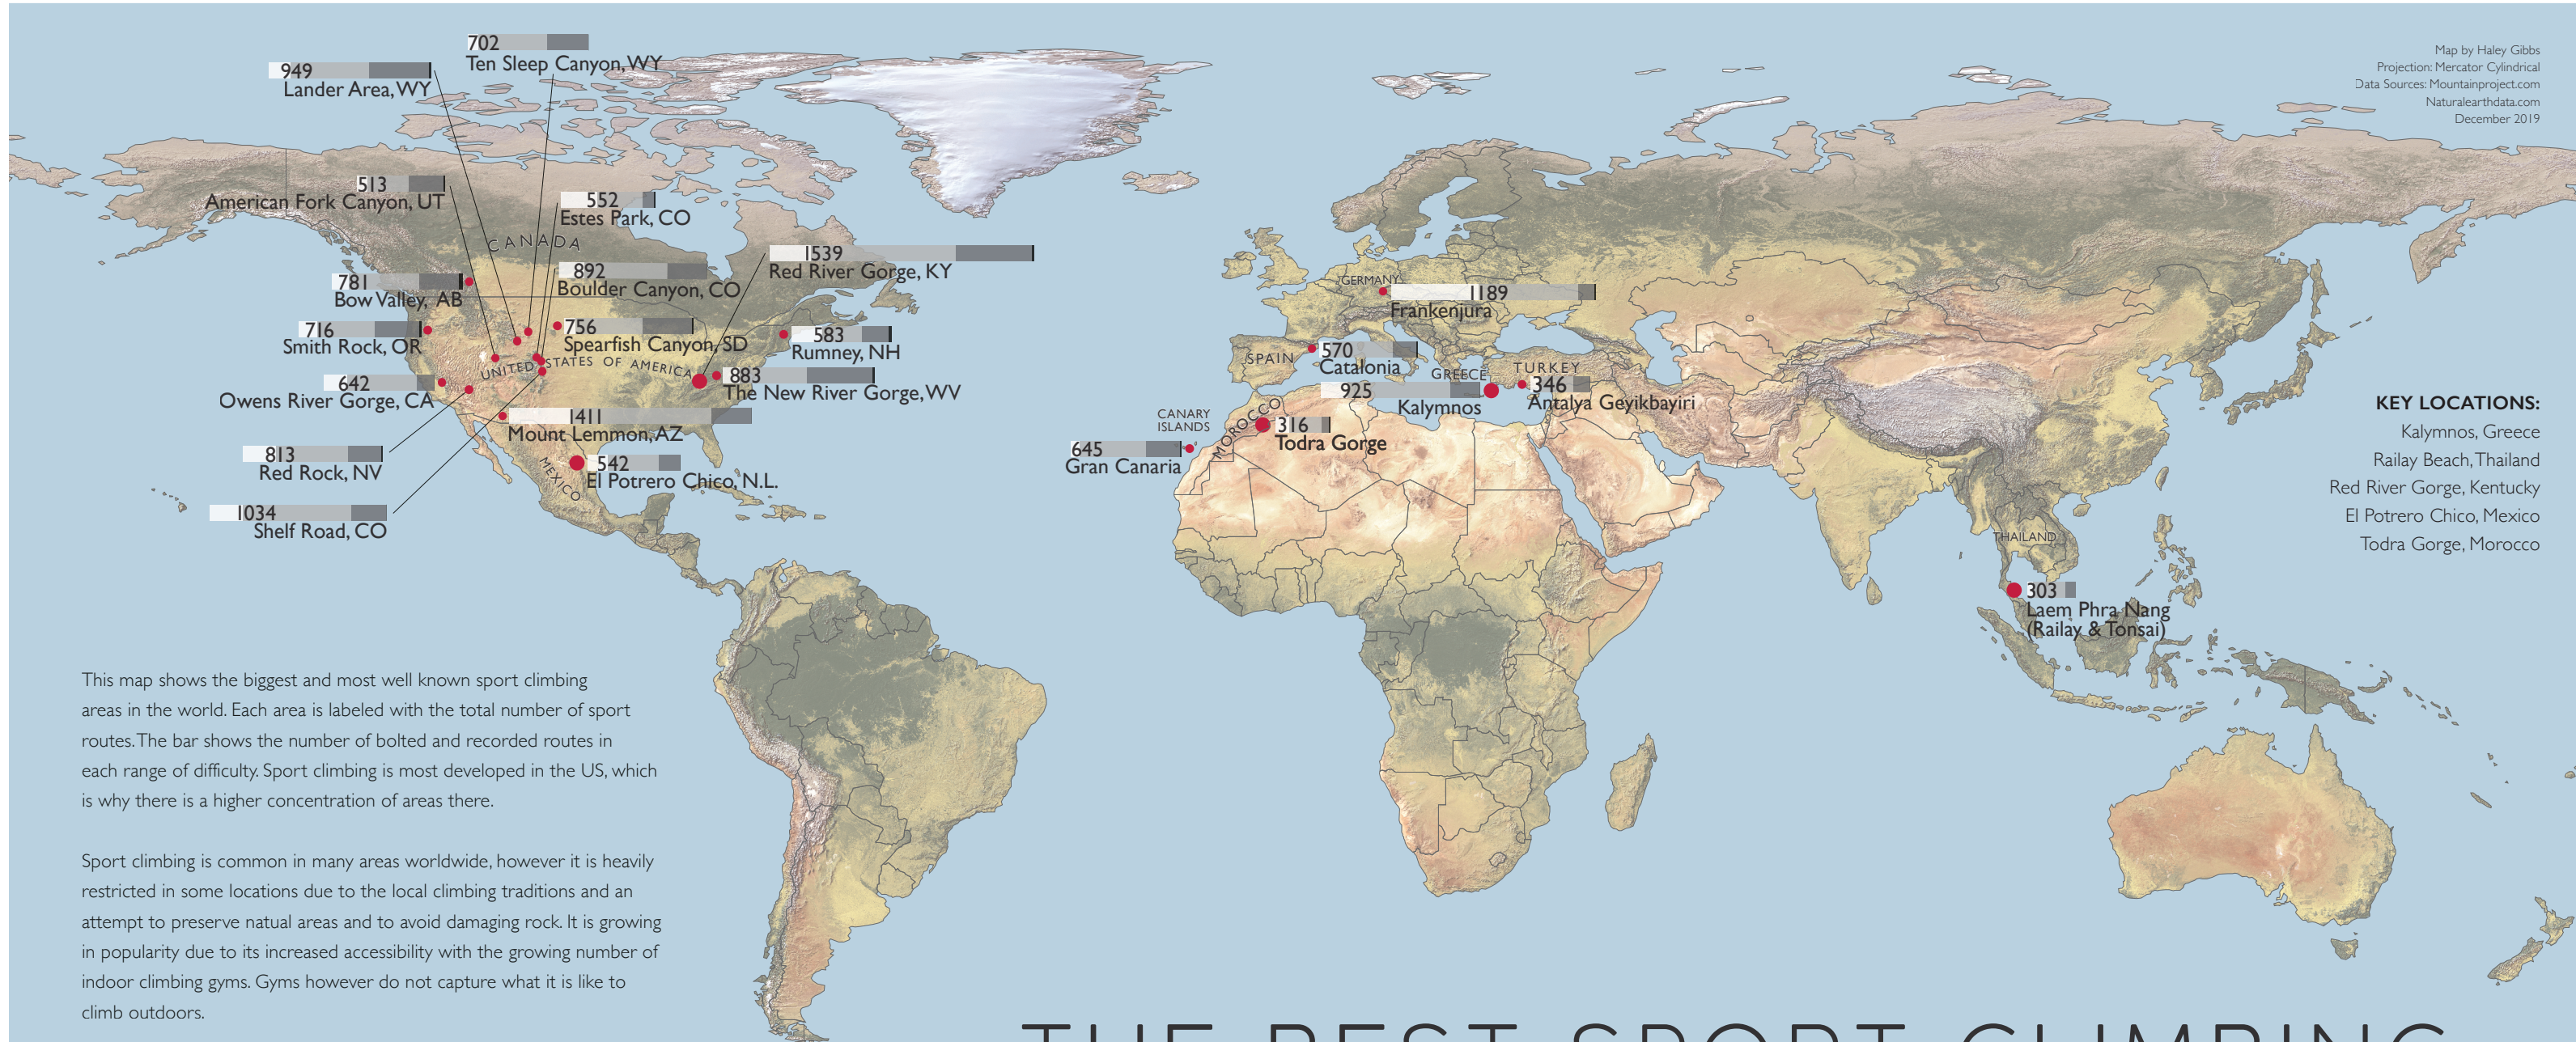 702
Ten Sleep Canyon, WY
949
Lander Area, WY
Map by Haley Gibbs
Projection: Mercator Cylindrical
Data Sources: Mountainproject.com
Naturalearthdata.com
December 2019
513
American Fork Canyon, UT
552
Estes Park, CO
CANADA
1539
Red River Gorge, KY
892
Boulder Canyon, CO
781
Bow Valley, AB
716
Smith Rock, OR
756
Spearfish Canyon, SD
583
Rumney, NH
UNITED STATES OF AMERICA
883
The New River Gorge, WV
642
Owens River Gorge, CA
1411
Mount Lemmon, AZ
813
Red Rock, NV
MEXICO
542
El Potrero Chico, N.L.
1034
Shelf Road, CO
GERMANY
1189
Frankenjura
SPAIN
570
Catalonia
GREECE
TURKEY
925
Kalymnos
346
Antalya Geyikbayiri
CANARY
ISLANDS
MOROCCO
316
Todra Gorge
645
Gran Canaria
KEY LOCATIONS:
Kalymnos, Greece
Railay Beach, Thailand
Red River Gorge, Kentucky
El Potrero Chico, Mexico
Todra Gorge, Morocco
THAILAND
303
Laem Phra Nang
(Railay & Tonsai)
This map shows the biggest and most well known sport climbing
areas in the world. Each area is labeled with the total number of sport
routes. The bar shows the number of bolted and recorded routes in
each range of difficulty. Sport climbing is most developed in the US, which
is why there is a higher concentration of areas there.
Sport climbing is common in many areas worldwide, however it is heavily
restricted in some locations due to the local climbing traditions and an
attempt to preserve natual areas and to avoid damaging rock. It is growing
in popularity due to its increased accessibility with the growing number of
indoor climbing gyms. Gyms however do not capture what it is like to
climb outdoors.
THE BEST SPORT CLIMBING